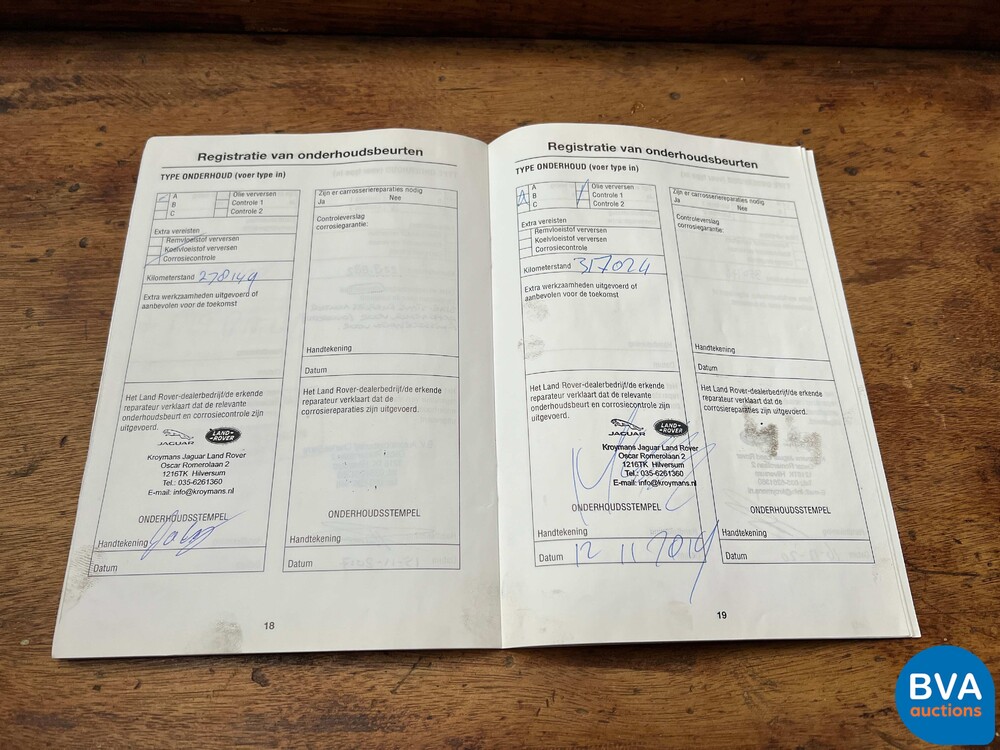 Registratie van onderhoudsbeurten
TYPE ONDERHOUD (voer type in)
A
B
C
Olie verversen
Controle 1
Controle 2
Extra vereisten
Remvloeistof verversen
Koelvloeistof verversen
Corrosiecontrole
Kilometerstand 278149
Extra werkzaamheden uitgevoerd of
aanbevolen voor de toekomst
Het Land Rover-dealerbedrijf/de erkende
reparateur verklaart dat de relevante
onderhoudsbeurt en corrosiecontrole zijn
uitgevoerd.
JAGUAR
LAND-
ROVER
Kroymans Jaguar Land Rover
Oscar Romerolaan 2
1216TK Hilversum
Tel.: 035-6261360
E-mail: info@kroymans.nl
ONDERHOUDSSTEMPEL
Handtekening
Datum
Zijn er carrosseriereparaties nodig
Ja Nee
Controleverslag
corrosiegarantie:
Handtekening
Datum
Het Land Rover-dealerbedrijf/de erkende
reparateur verklaart dat de
corrosiereparaties zijn uitgevoerd.
ONDERHOUDSSTEMPEL
Handtekening
Datum
18
Registratie van onderhoudsbeurten
TYPE ONDERHOUD (voer type in)
A
B
C
Olie verversen
Controle 1
Controle 2
Extra vereisten
Remvloeistof verversen
Koelvloeistof verversen
Corrosiecontrole
Kilometerstand 317024
Extra werkzaamheden uitgevoerd of
aanbevolen voor de toekomst
Het Land Rover-dealerbedrijf/de erkende
reparateur verklaart dat de relevante
onderhoudsbeurt en corrosiecontrole zijn
uitgevoerd.
JAGUAR
LAND-
ROVER
Kroymans Jaguar Land Rover
Oscar Romerolaan 2
1216TK Hilversum
Tel.: 035-6261360
E-mail: info@kroymans.nl
ONDERHOUDSSTEMPEL
Handtekening
Datum 12 11 2019
Zijn er carrosseriereparaties nodig
Ja Nee
Controleverslag
corrosiegarantie:
Handtekening
Datum
Het Land Rover-dealerbedrijf/de erkende
reparateur verklaart dat de
corrosiereparaties zijn uitgevoerd.
ONDERHOUDSSTEMPEL
Handtekening
Datum
19
BVA
auctions